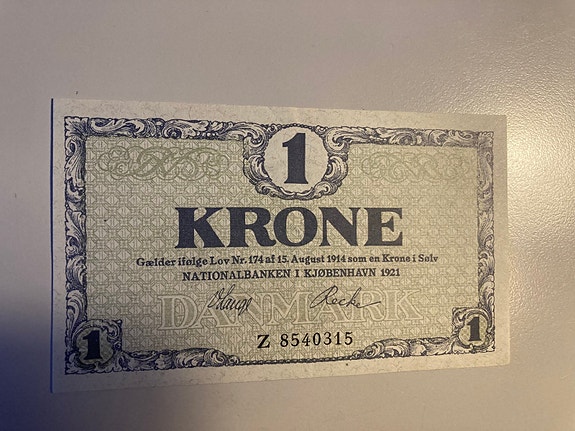 1
KRONE
Gælder ifølge Lov Nr. 174 af 15. August 1914 som en Krone i Sølv
NATIONALBANKEN I KJØBENHAVN 1921
DANMARK
Z 8540315
1
1